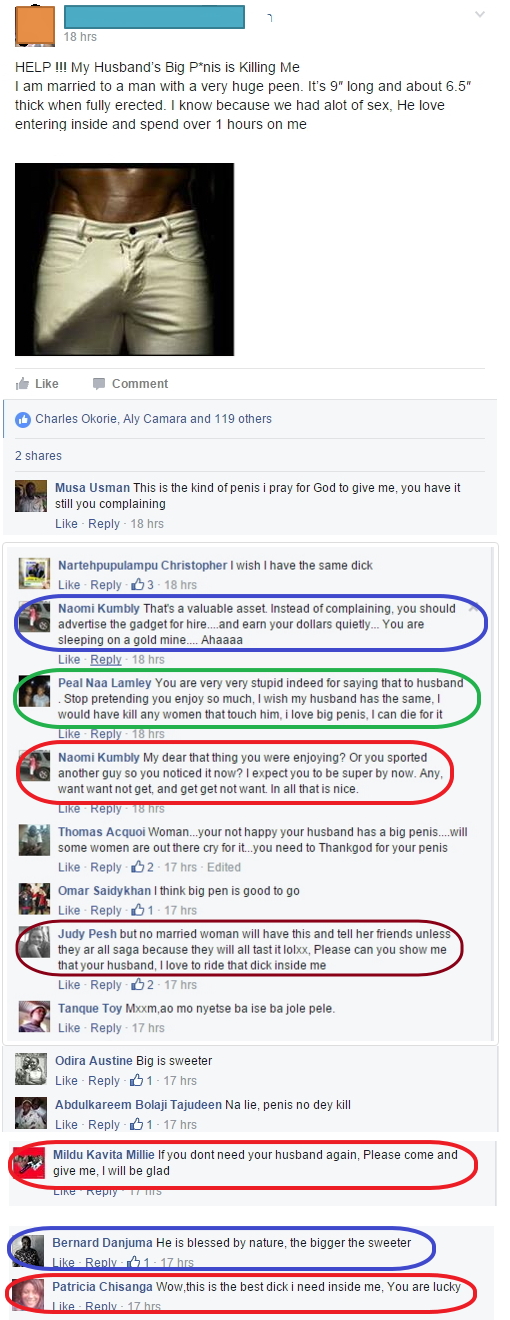 18 hrs
HELP !!! My Husband's Big P*nis is Killing Me
I am married to a man with a very huge peen. It's 9″ long and about 6.5″
thick when fully erected. I know because we had alot of sex, He love
entering inside and spend over 1 hours on me
Like Comment
Charles Okorie, Aly Camara and 119 others
2 shares
Musa Usman This is the kind of penis i pray for God to give me, you have it
still you complaining
Like · Reply · 18 hrs
Nartehpupulampu Christopher I wish I have the same dick
Like · Reply · 3 · 18 hrs
Naomi Kumbly That's a valuable asset. Instead of complaining, you should
advertise the gadget for hire....and earn your dollars quietly... You are
sleeping on a gold mine.... Ahaaaa
Like · Reply · 18 hrs
Peal Naa Lamley You are very very stupid indeed for saying that to husband
. Stop pretending you enjoy so much, I wish my husband has the same, I
would have kill any women that touch him, i love big penis, I can die for it
Like · Reply · 18 hrs
Naomi Kumbly My dear that thing you were enjoying? Or you sported
another guy so you noticed it now? I expect you to be super by now. Any,
want want not get, and get get not want. In all that is nice.
Like · Reply · 18 hrs
Thomas Acquoi Woman...your not happy your husband has a big penis....will
some women are out there cry for it...you need to Thankgod for your penis
Like · Reply · 2 · 17 hrs · Edited
Omar Saidykhan I think big pen is good to go
Like · Reply · 1 · 17 hrs
Judy Pesh but no married woman will have this and tell her friends unless
they ar all saga because they will all tast it lolxx, Please can you show me
that your husband, I love to ride that dick inside me
Like · Reply · 2 · 17 hrs
Tanque Toy Mxxm,ao mo nyetse ba ise ba jole pele.
Like · Reply · 17 hrs
Odira Austine Big is sweeter
Like · Reply · 1 · 17 hrs
Abdulkareem Bolaji Tajudeen Na lie, penis no dey kill
Like · Reply · 1 · 17 hrs
Mildu Kavita Millie If you dont need your husband again, Please come and
give me, I will be glad
Like · Reply · 17 hrs
Bernard Danjuma He is blessed by nature, the bigger the sweeter
Like · Reply · 1 · 17 hrs
Patricia Chisanga Wow,this is the best dick i need inside me, You are lucky
Like · Reply · 17 hrs